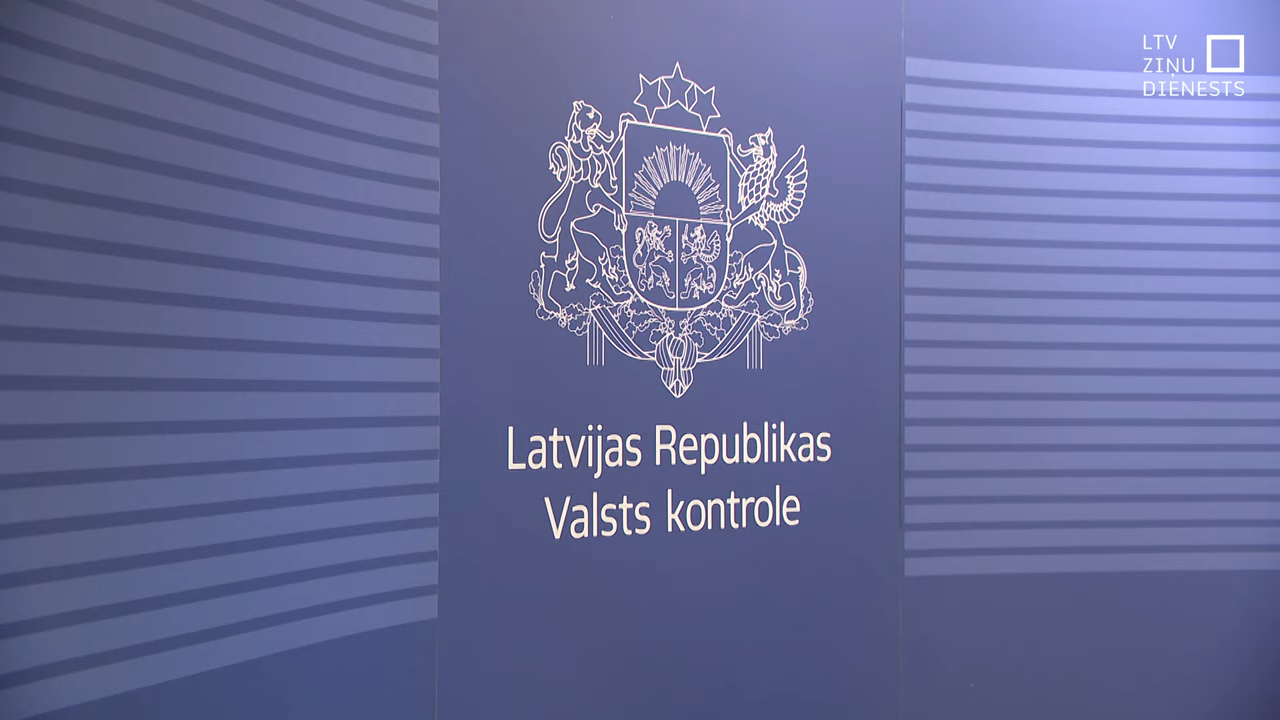 LTV
ZIŅU
DIENESTS
Latvijas Republikas
Valsts kontrole